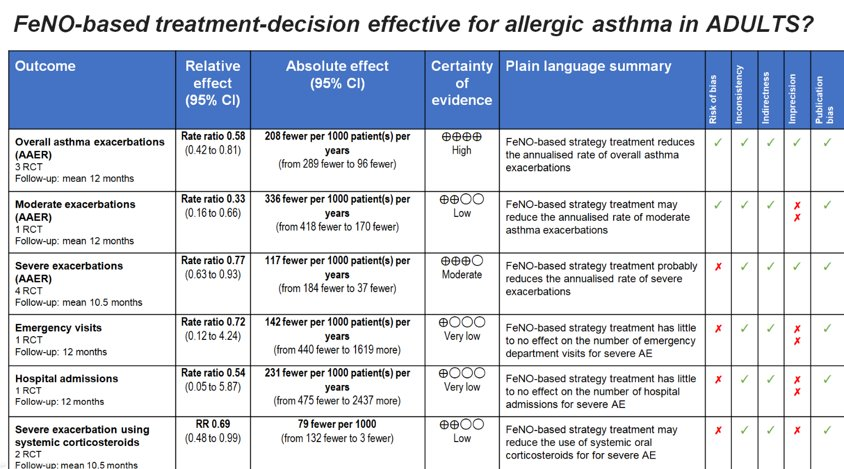 FeNO-based treatment-decision effective for allergic asthma in ADULTS?
Outcome
Relative
effect
(95% CI)
Absolute effect
(95% CI)
Certainty
of
evidence
Plain language summary
Risk of bias
Inconsistency
Indirectness
Imprecision
Publication
bias
Overall asthma exacerbations
(AAER)
3 RCT
Follow-up: mean 12 months
Rate ratio 0.58
(0.42 to 0.81)
208 fewer per 1000 patient(s) per
years
(from 289 fewer to 96 fewer)
⊕⊕⊕⊕
High
FeNO-based strategy treatment reduces
the annualised rate of overall asthma
exacerbations
✓ ✓ ✓ ✓ ✓
Moderate exacerbations
(AAER)
1 RCT
Follow-up: mean 12 months
Rate ratio 0.33
(0.16 to 0.66)
336 fewer per 1000 patient(s) per
years
(from 418 fewer to 170 fewer)
⊕⊕◯◯
Low
FeNO-based strategy treatment may
reduce the annualised rate of moderate
asthma exacerbations
✓ ✓ ✓ ✗ ✓
✗
Severe exacerbations
(AAER)
4 RCT
Follow-up: mean 10.5 months
Rate ratio 0.77
(0.63 to 0.93)
117 fewer per 1000 patient(s) per
years
(from 184 fewer to 37 fewer)
⊕⊕⊕◯
Moderate
FeNO-based strategy treatment probably
reduces the annualised rate of severe
exacerbations
✗ ✓ ✓ ✓ ✓
Emergency visits
1 RCT
Follow-up: 12 months
Rate ratio 0.72
(0.12 to 4.24)
142 fewer per 1000 patient(s) per
years
(from 440 fewer to 1619 more)
⊕◯◯◯
Very low
FeNO-based strategy treatment has little
to no effect on the number of emergency
department visits for severe AE
✗ ✓ ✓ ✗ ✓
✗
Hospital admissions
1 RCT
Follow-up: 12 months
Rate ratio 0.54
(0.05 to 5.87)
231 fewer per 1000 patient(s) per
years
(from 475 fewer to 2437 more)
⊕◯◯◯
Very low
FeNO-based strategy treatment has little
to no effect on the number of hospital
admissions for severe AE
✗ ✓ ✓ ✗ ✓
✗
Severe exacerbation using
systemic corticosteroids
2 RCT
Follow-up: mean 10.5 months
RR 0.69
(0.48 to 0.99)
79 fewer per 1000
(from 132 fewer to 3 fewer)
⊕⊕◯◯
Low
FeNO-based strategy treatment may
reduce the use of systemic oral
corticosteroids for for severe AE
✗ ✓ ✓ ✗ ✓